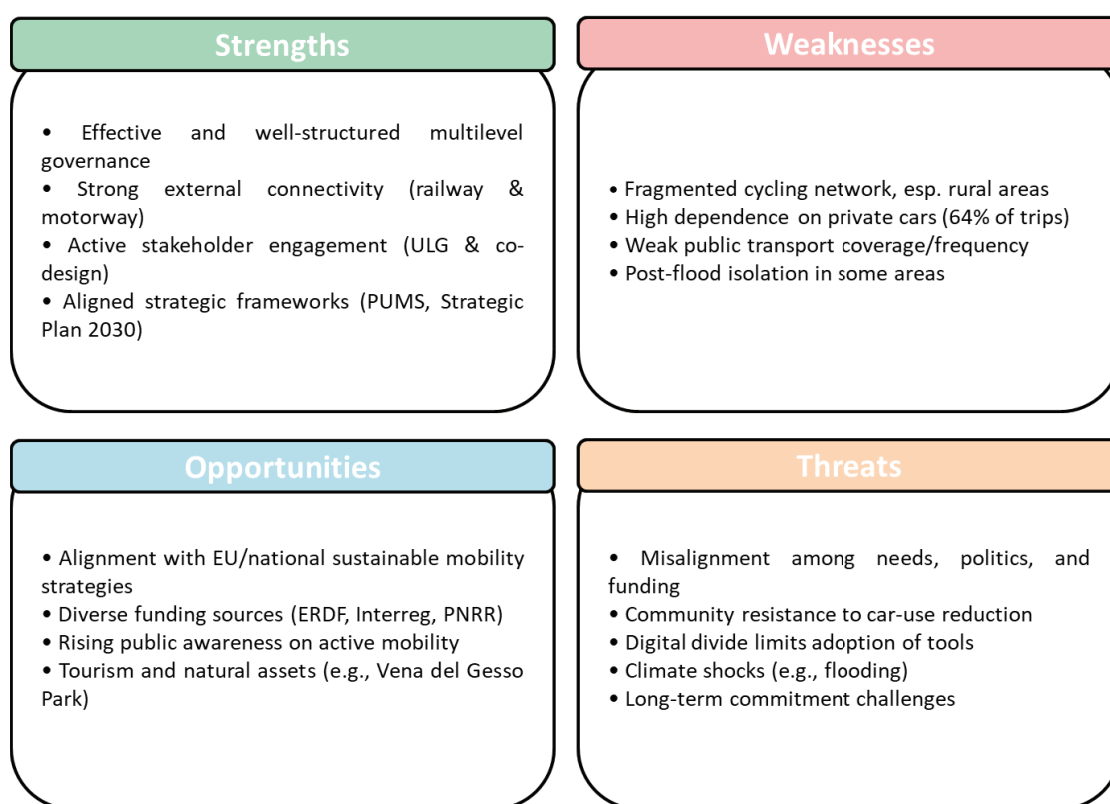 Strengths
• Effective and well-structured multilevel
governance
• Strong external connectivity (railway &
motorway)
• Active stakeholder engagement (ULG & co-
design)
• Aligned strategic frameworks (PUMS, Strategic
Plan 2030)
Weaknesses
• Fragmented cycling network, esp. rural areas
• High dependence on private cars (64% of trips)
• Weak public transport coverage/frequency
• Post-flood isolation in some areas
Opportunities
• Alignment with EU/national sustainable mobility
strategies
• Diverse funding sources (ERDF, Interreg, PNRR)
• Rising public awareness on active mobility
• Tourism and natural assets (e.g., Vena del Gesso
Park)
Threats
• Misalignment among needs, politics, and
funding
• Community resistance to car-use reduction
• Digital divide limits adoption of tools
• Climate shocks (e.g., flooding)
• Long-term commitment challenges